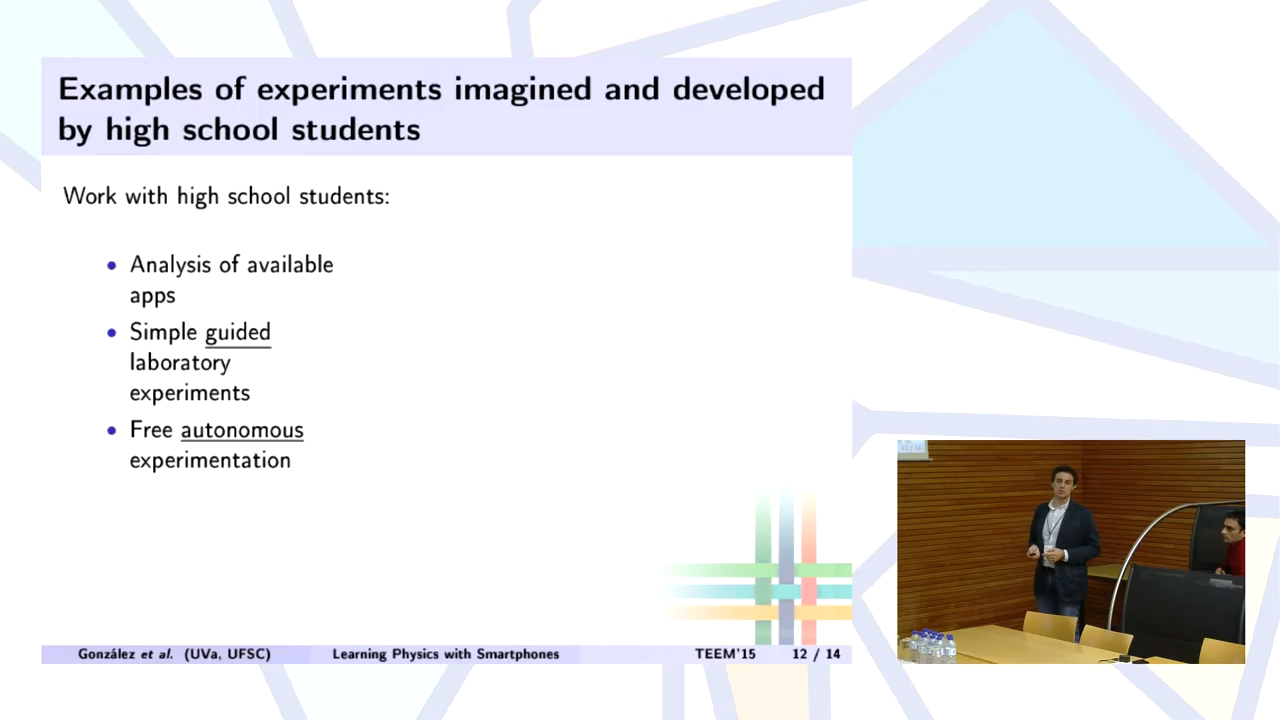 Examples of experiments imagined and developed
by high school students
Work with high school students:
• Analysis of available
apps
• Simple guided
laboratory
experiments
• Free autonomous
experimentation
González et al. (UVa, UFSC) Learning Physics with Smartphones TEEM'15 12 / 14